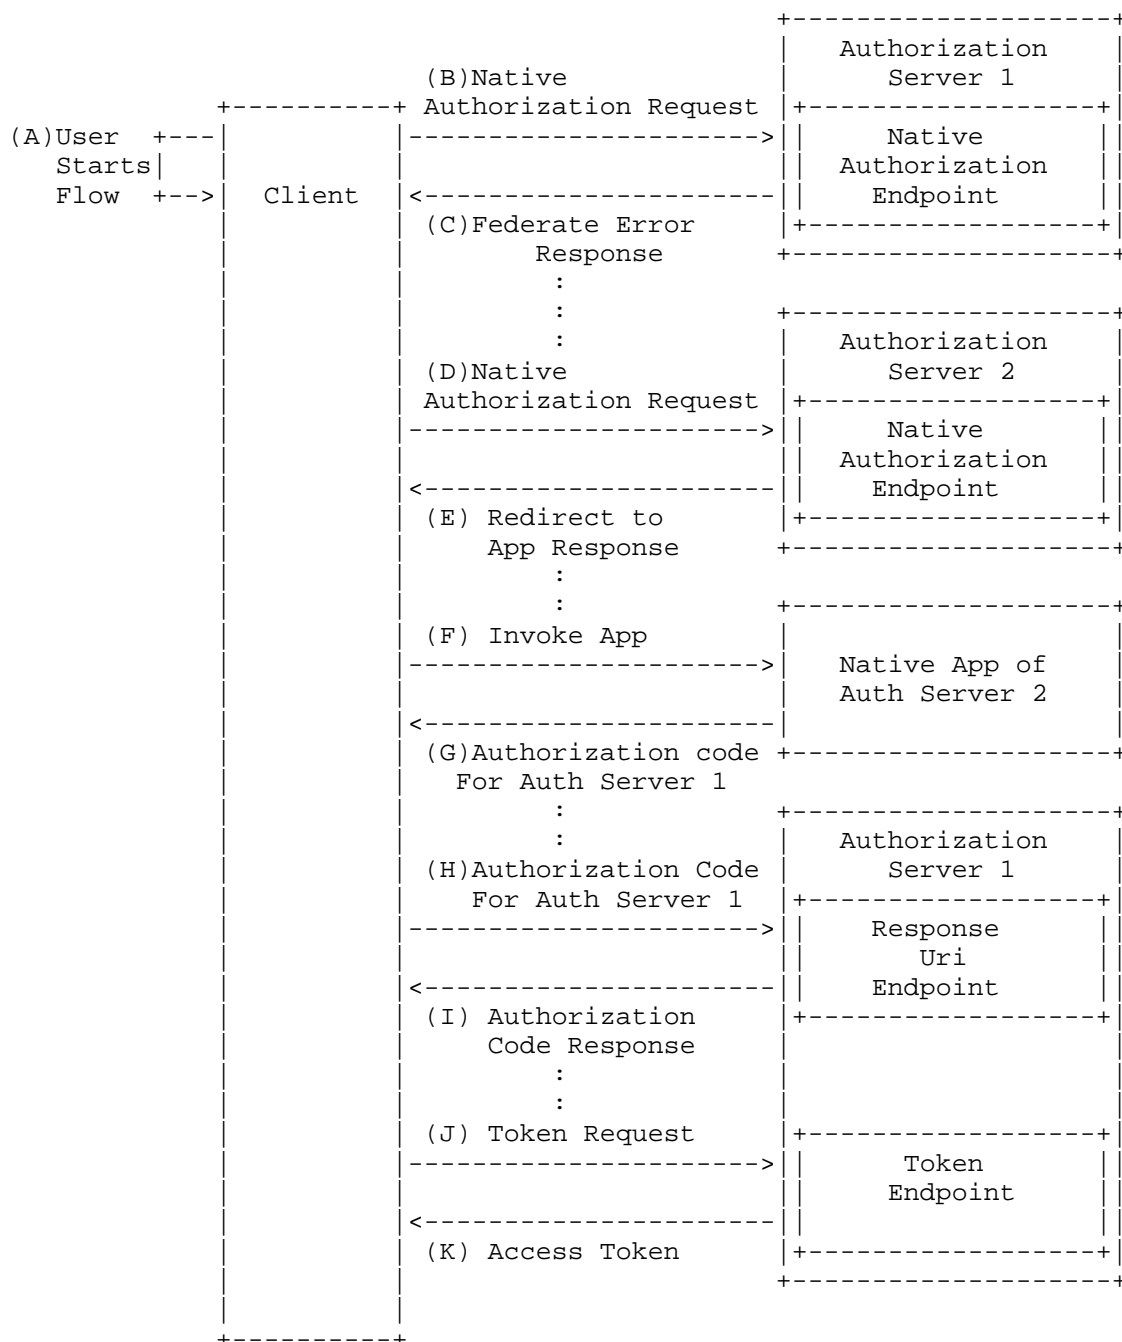 Authorization
(B)Native Server 1
Authorization Request
(A)User Native
Starts Authorization
Flow Client Endpoint
(C)Federate Error
Response
:
:
: Authorization
(D)Native Server 2
Authorization Request
Native
Authorization
Endpoint
(E) Redirect to
App Response
:
:
(F) Invoke App
Native App of
Auth Server 2
(G)Authorization code
For Auth Server 1
:
: Authorization
(H)Authorization Code Server 1
For Auth Server 1
Response
Uri
Endpoint
(I) Authorization
Code Response
:
:
(J) Token Request
Token
Endpoint
(K) Access Token